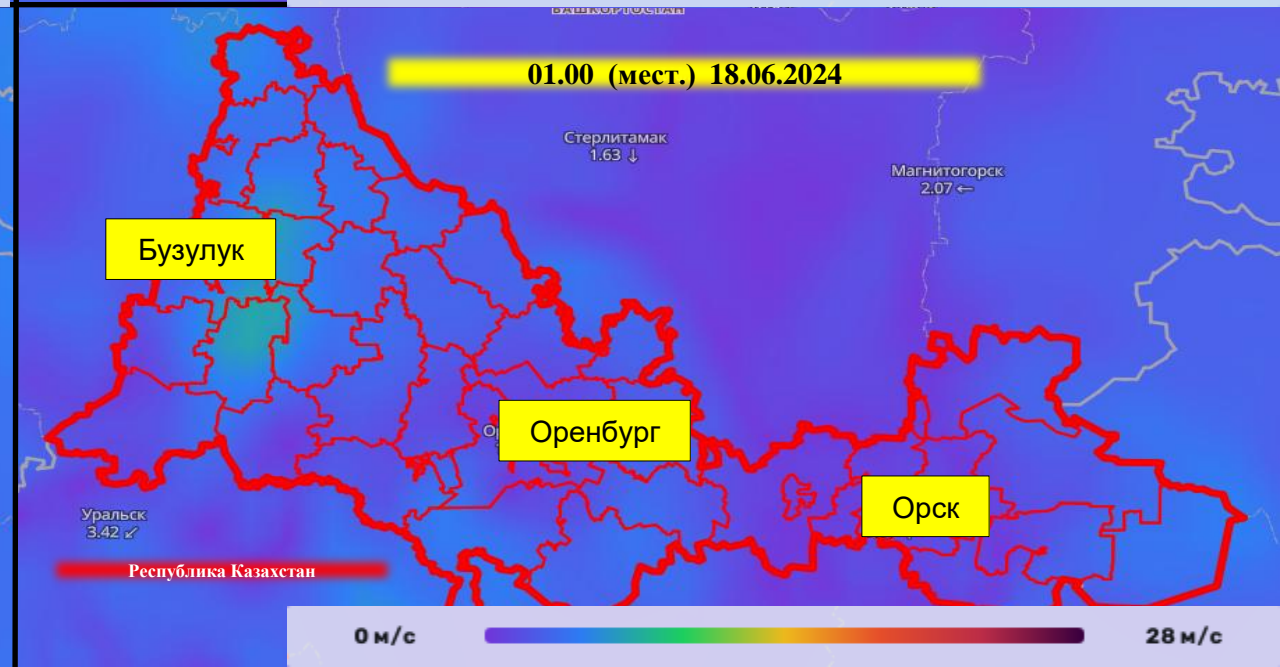 БАШКОРТОСТАН
01.00 (мест.) 18.06.2024
Стерлитамак
1.63 ↓
Магнитогорск
2.07 ←
Бузулук
Оренбург
Орск
Уральск
3.42 ↙
Республика Казахстан
0 м/с
28 м/с